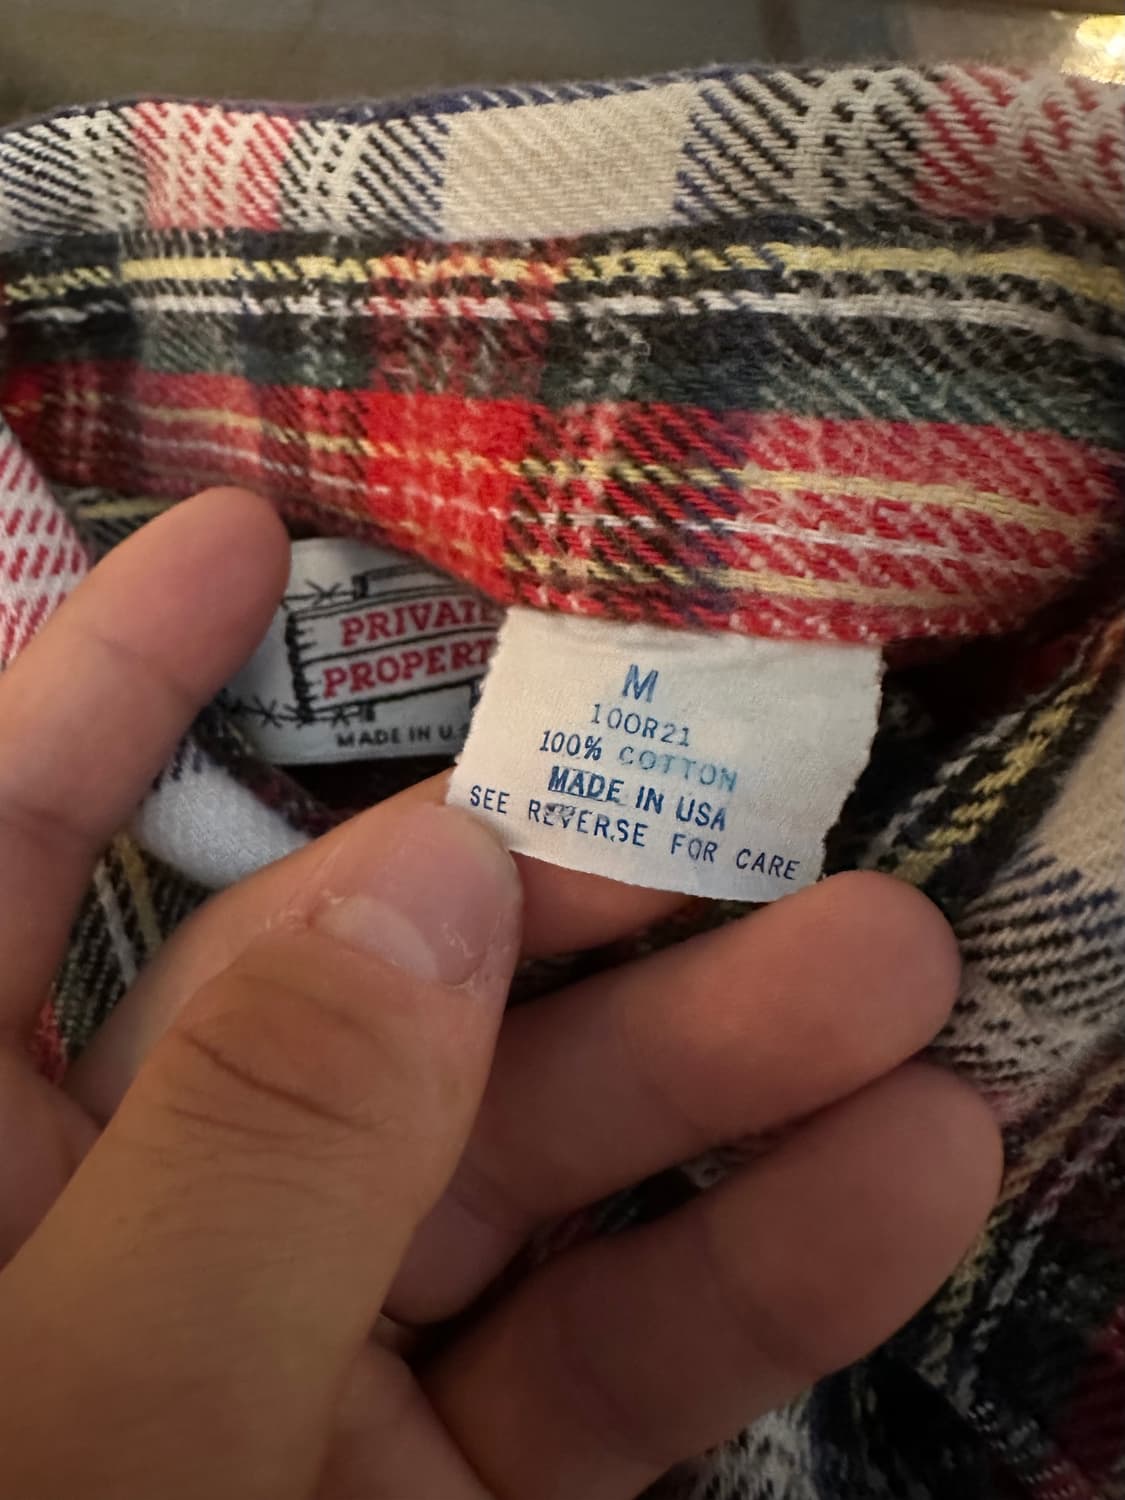 PRIVATE
PROPERT
MADE IN U.S
M
100R21
100% COTTON
MADE IN USA
SEE REVERSE FOR CARE